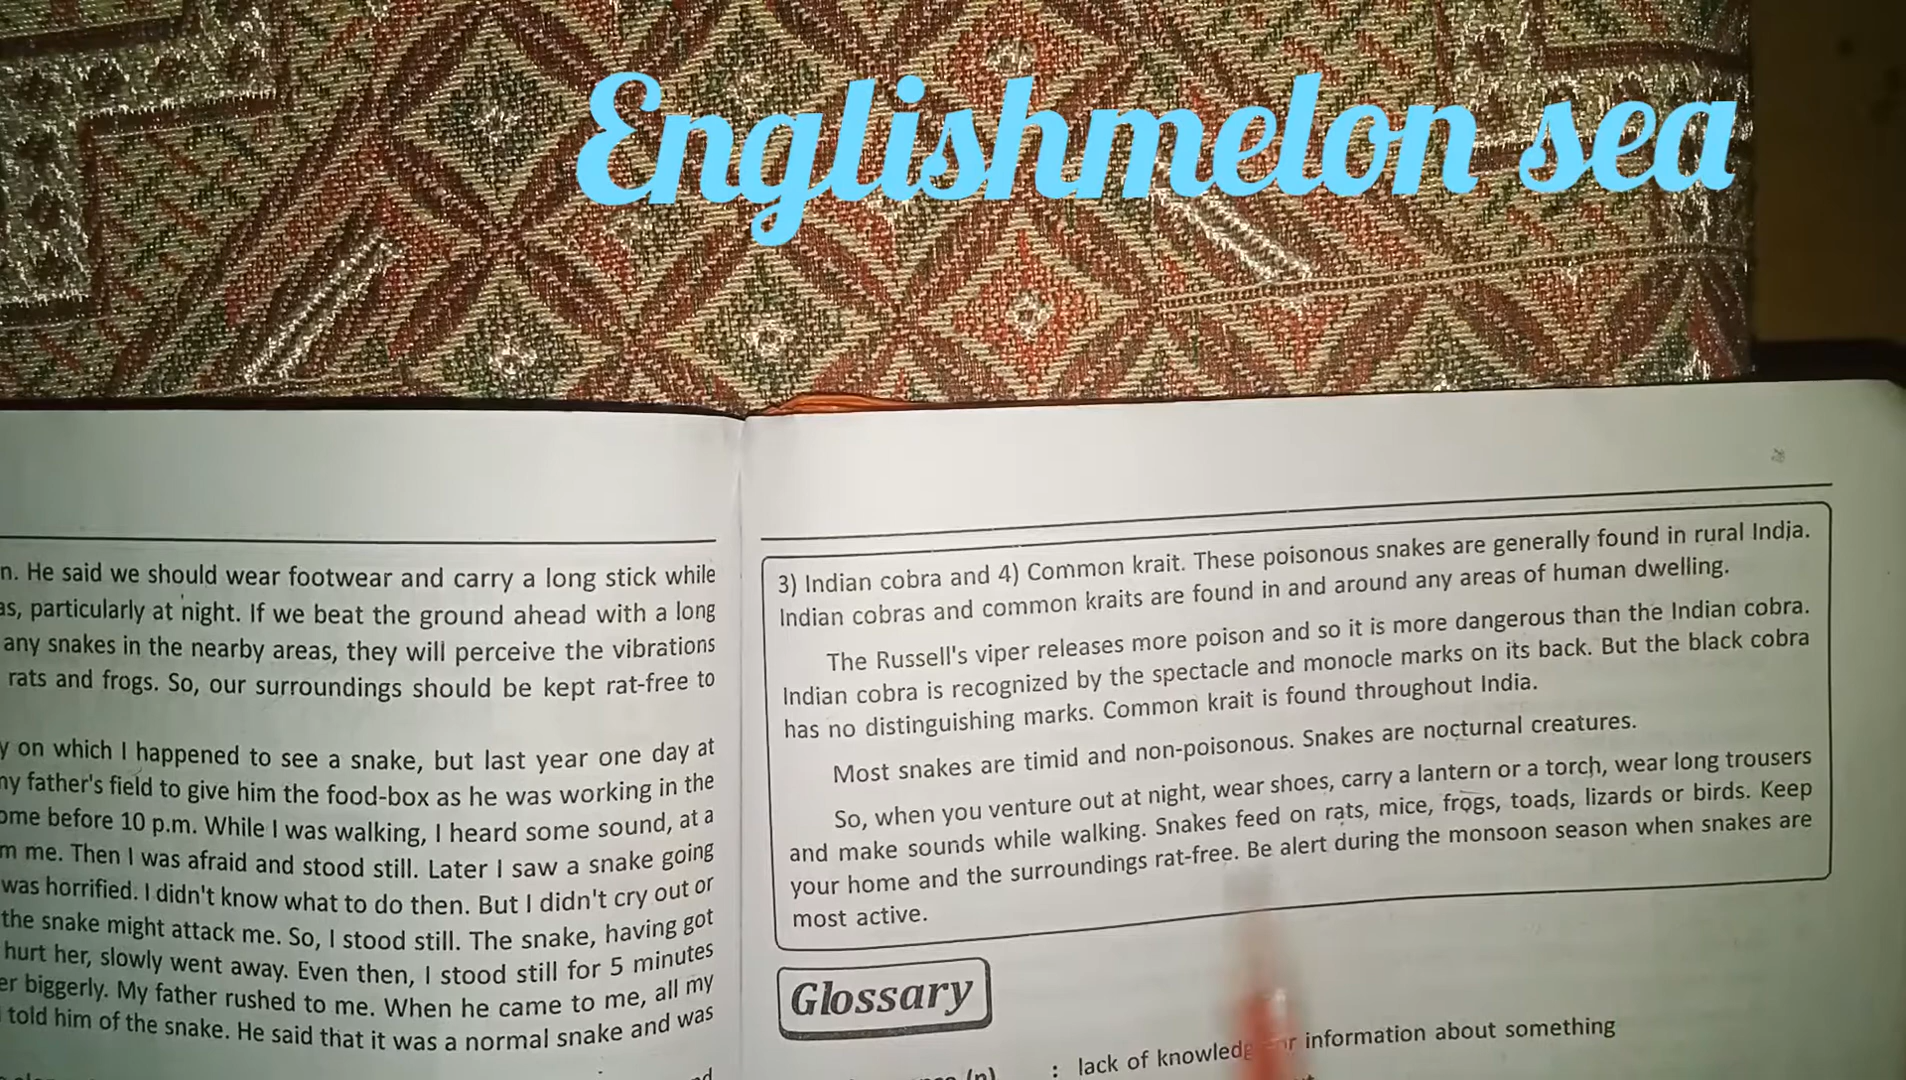 Englishmelon sea
n. He said we should wear footwear and carry a long stick while
as, particularly at night. If we beat the ground ahead with a long
any snakes in the nearby areas, they will perceive the vibrations
rats and frogs. So, our surroundings should be kept rat-free to
y on which I happened to see a snake, but last year one day at
my father's field to give him the food-box as he was working in the
ome before 10 p.m. While I was walking, I heard some sound, at a
m me. Then I was afraid and stood still. Later I saw a snake going
was horrified. I didn't know what to do then. But I didn't cry out or
the snake might attack me. So, I stood still. The snake, having got
hurt her, slowly went away. Even then, I stood still for 5 minutes
er biggerly. My father rushed to me. When he came to me, all my
told him of the snake. He said that it was a normal snake and was
3) Indian cobra and 4) Common krait. These poisonous snakes are generally found in rural India.
Indian cobras and common kraits are found in and around any areas of human dwelling.
The Russell's viper releases more poison and so it is more dangerous than the Indian cobra.
Indian cobra is recognized by the spectacle and monocle marks on its back. But the black cobra
has no distinguishing marks. Common krait is found throughout India.
Most snakes are timid and non-poisonous. Snakes are nocturnal creatures.
So, when you venture out at night, wear shoes, carry a lantern or a torch, wear long trousers
and make sounds while walking. Snakes feed on rats, mice, frogs, toads, lizards or birds. Keep
your home and the surroundings rat-free. Be alert during the monsoon season when snakes are
most active.
Glossary
: lack of knowledg r information about something